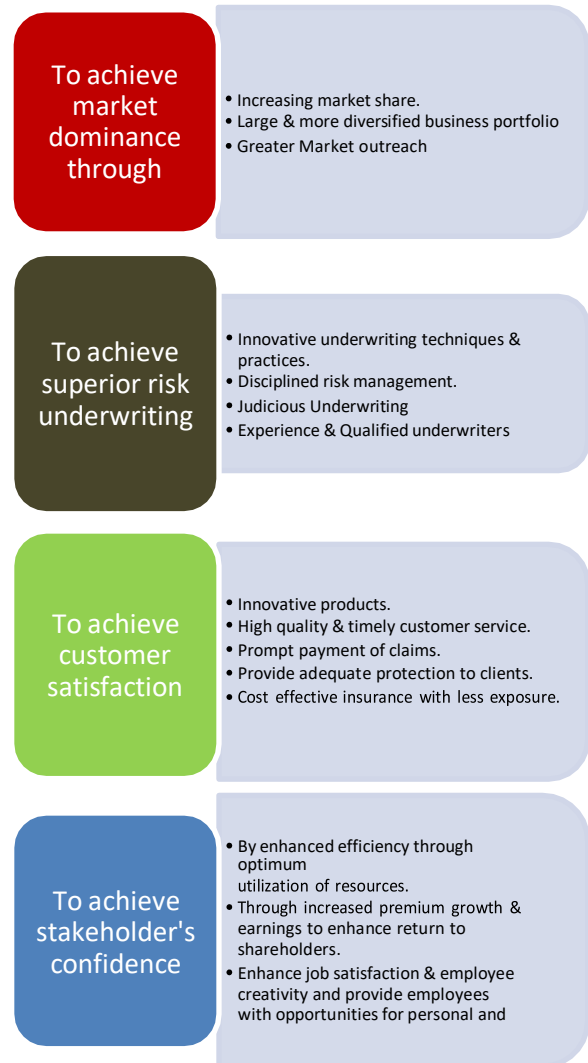 To achieve
market
dominance
through
• Increasing market share.
• Large & more diversified business portfolio
• Greater Market outreach
To achieve
superior risk
underwriting
• Innovative underwriting techniques &
practices.
• Disciplined risk management.
• Judicious Underwriting
• Experience & Qualified underwriters
To achieve
customer
satisfaction
• Innovative products.
• High quality & timely customer service.
• Prompt payment of claims.
• Provide adequate protection to clients.
• Cost effective insurance with less exposure.
To achieve
stakeholder's
confidence
• By enhanced efficiency through
optimum
utilization of resources.
• Through increased premium growth &
earnings to enhance return to
shareholders.
• Enhance job satisfaction & employee
creativity and provide employees
with opportunities for personal and